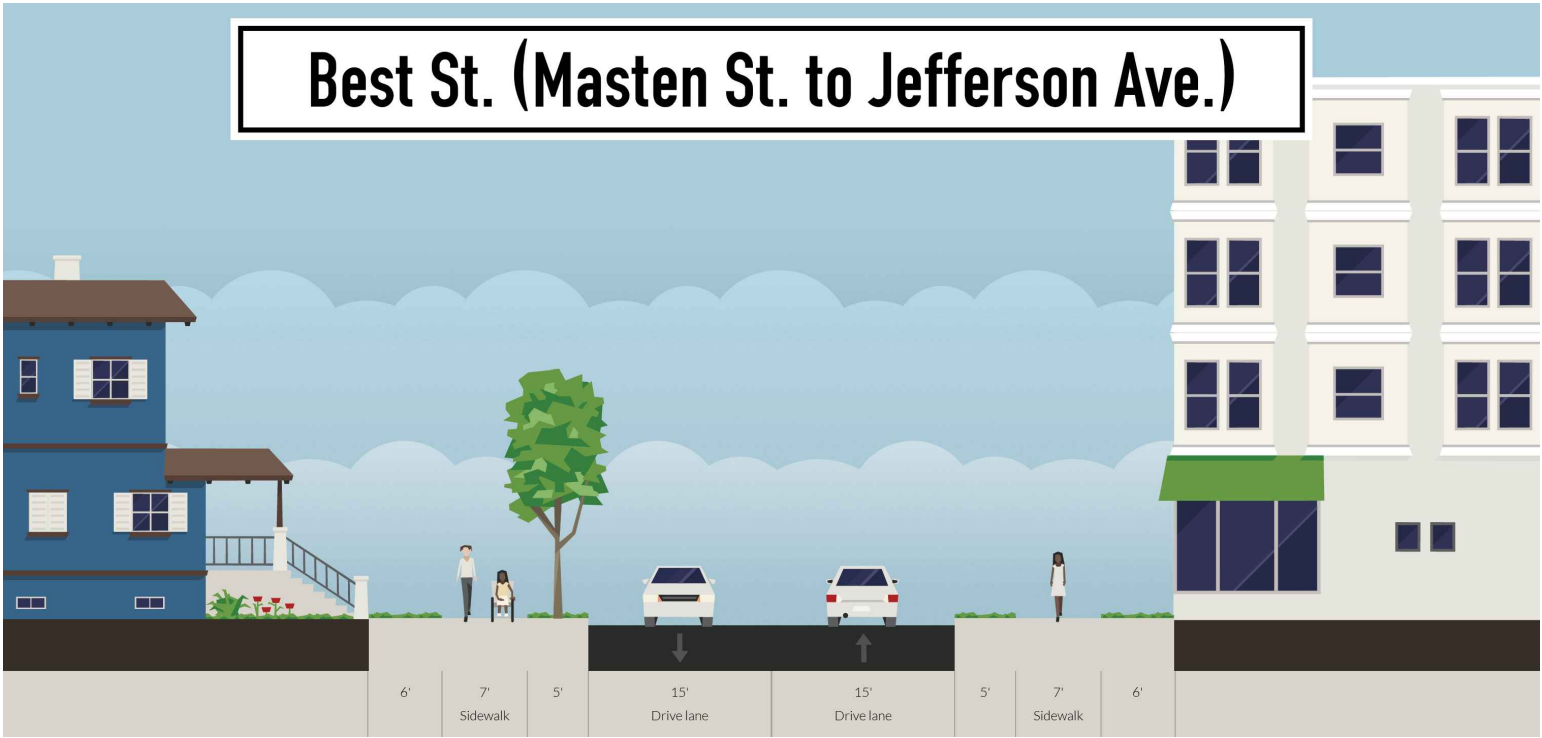 Best St. (Masten St. to Jefferson Ave.)
6' 7' 5' 15' 15' 5' 7' 6'
Sidewalk Drive lane Drive lane Sidewalk